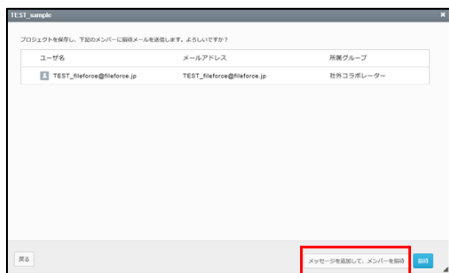 TEST_sample
×
プロジェクトを保存し、下記のメンバーに招待メールを送信します。よろしいですか？
ユーザ名 メールアドレス 所属グループ
TEST_fileforce@fileforce.jp TEST_fileforce@fileforce.jp 社外コラボレーター
戻る メッセージを追加して、メンバーを招待 招待